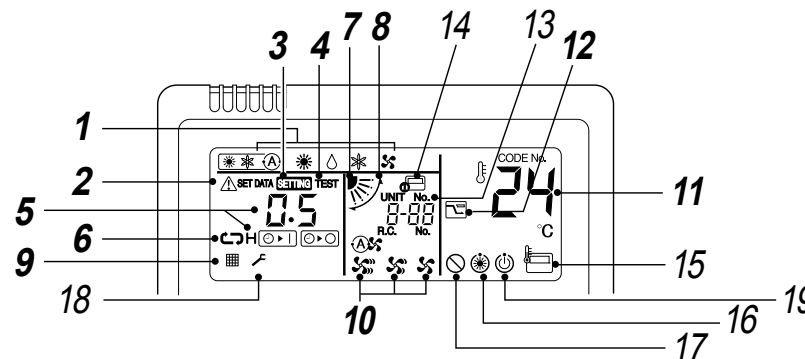 3 4 7 8 14 13 12
1
CODE No.
2 SET DATA SETTING TEST
UNIT No.
24 11
5 0.5
0-88
R.C. No.
°C
6 H
A
9
15
18 10 16 19
17